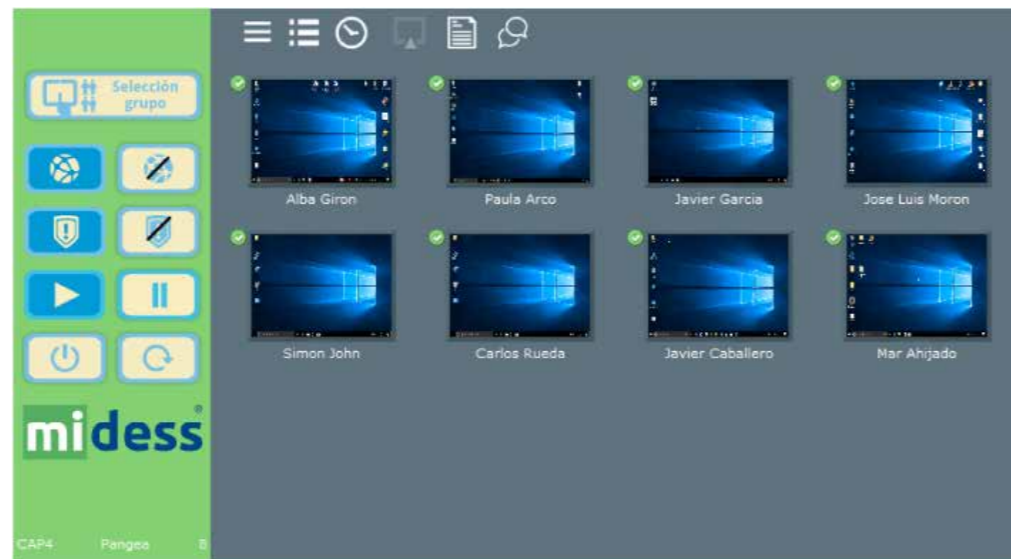 Selección
grupo
Alba Giron
Paula Arco
Javier Garcia
Jose Luis Moron
Simon John
Carlos Rueda
Javier Caballero
Mar Ahijado
midess®
CAP4 Pangea